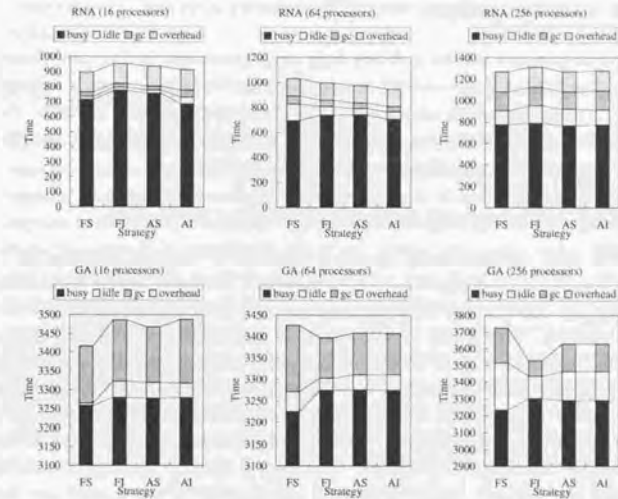 RNA (16 processors)
busy idle gc overhead
1000
900
800
700
600
500
400
300
200
100
0
Time
FS FJ AS AI
Strategy
RNA (64 processors)
busy idle gc overhead
1200
1000
800
600
400
200
0
Time
FS FJ AS AI
Strategy
RNA (256 processors)
busy idle gc overhead
1400
1200
1000
800
600
400
200
0
Time
FS FJ AS AI
Strategy
GA (16 processors)
busy idle gc overhead
3500
3450
3400
3350
3300
3250
3200
3150
3100
Time
FS FJ AS AI
Strategy
GA (64 processors)
busy idle gc overhead
3450
3400
3350
3300
3250
3200
3150
3100
Time
FS FJ AS AI
Strategy
GA (256 processors)
busy idle gc overhead
3800
3700
3600
3500
3400
3300
3200
3100
3000
2900
Time
FS FJ AS AI
Strategy